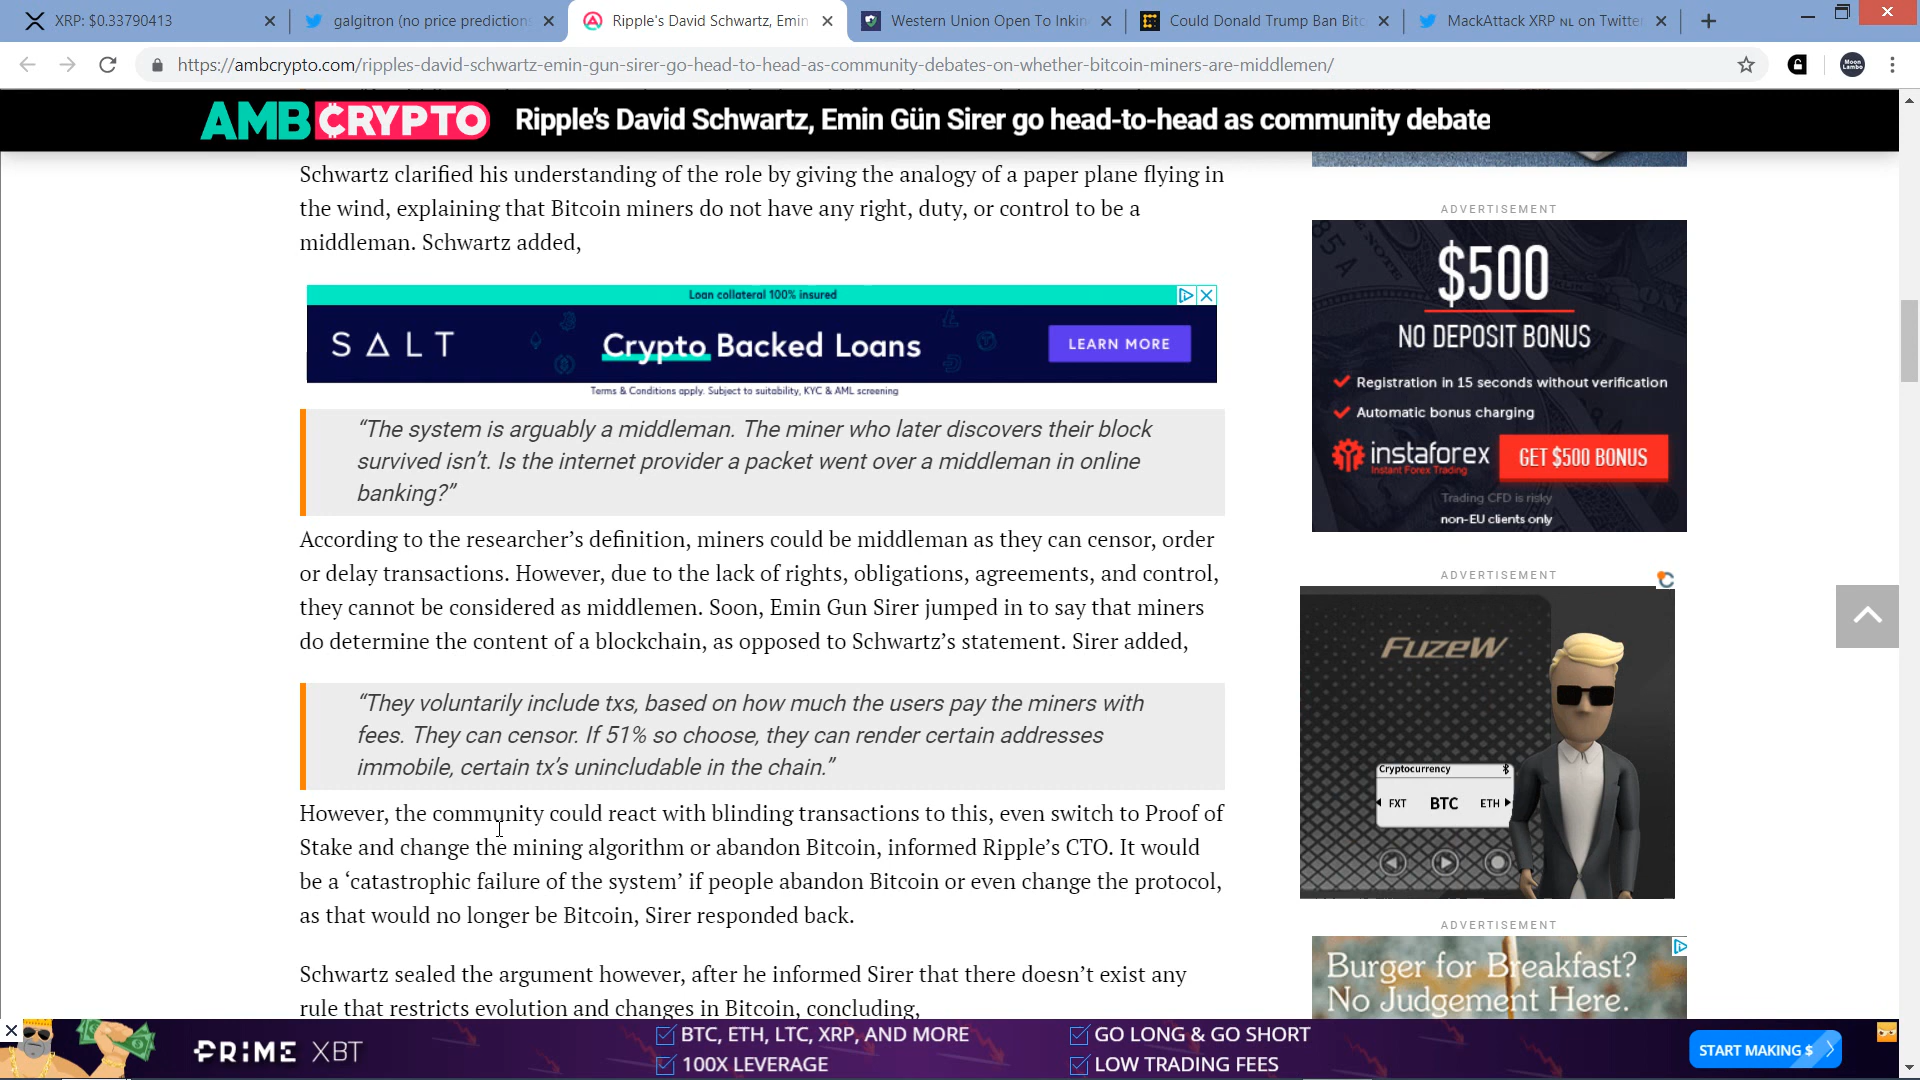 XRP: $0.33790413
galgitron (no price predictions
Ripple's David Schwartz, Emin
Western Union Open To Inkin
Could Donald Trump Ban Bitc
MackAttack XRP NL on Twitter
https://ambcrypto.com/ripples-david-schwartz-emin-gun-sirer-go-head-to-head-as-community-debates-on-whether-bitcoin-miners-are-middlemen/
Moon Lambo
AMBCRYPTO
Ripple's David Schwartz, Emin Gün Sirer go head-to-head as community debate
Schwartz clarified his understanding of the role by giving the analogy of a paper plane flying in
the wind, explaining that Bitcoin miners do not have any right, duty, or control to be a
middleman. Schwartz added,
Loan collateral 100% insured
SALT
Crypto Backed Loans
LEARN MORE
Terms & Conditions apply. Subject to suitability, KYC & AML screening
“The system is arguably a middleman. The miner who later discovers their block
survived isn’t. Is the internet provider a packet went over a middleman in online
banking?”
According to the researcher’s definition, miners could be middleman as they can censor, order
or delay transactions. However, due to the lack of rights, obligations, agreements, and control,
they cannot be considered as middlemen. Soon, Emin Gun Sirer jumped in to say that miners
do determine the content of a blockchain, as opposed to Schwartz’s statement. Sirer added,
“They voluntarily include txs, based on how much the users pay the miners with
fees. They can censor. If 51% so choose, they can render certain addresses
immobile, certain tx’s unincludable in the chain.”
However, the community could react with blinding transactions to this, even switch to Proof of
Stake and change the mining algorithm or abandon Bitcoin, informed Ripple’s CTO. It would
be a ‘catastrophic failure of the system’ if people abandon Bitcoin or even change the protocol,
as that would no longer be Bitcoin, Sirer responded back.
Schwartz sealed the argument however, after he informed Sirer that there doesn’t exist any
rule that restricts evolution and changes in Bitcoin, concluding,
ADVERTISEMENT
$500
NO DEPOSIT BONUS
Registration in 15 seconds without verification
Automatic bonus charging
instaforex
Instant Forex Trading
GET $500 BONUS
Trading CFD is risky
non-EU clients only
ADVERTISEMENT
FuzeW
Cryptocurrency
FXT BTC ETH
ADVERTISEMENT
Burger for Breakfast?
No Judgement Here.
PRIME XBT
BTC, ETH, LTC, XRP, AND MORE
100X LEVERAGE
GO LONG & GO SHORT
LOW TRADING FEES
START MAKING $